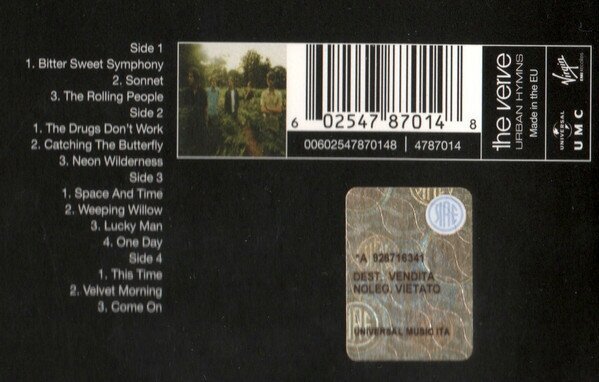 Side 1
1. Bitter Sweet Symphony
2. Sonnet
3. The Rolling People
Side 2
1. The Drugs Don't Work
2. Catching The Butterfly
3. Neon Wilderness
Side 3
1. Space And Time
2. Weeping Willow
3. Lucky Man
4. One Day
Side 4
1. This Time
2. Velvet Morning
3. Come On
6 02547 87014 8
00602547870148 4787014
the verve
URBAN HYMNS
Made in the EU
Virgin
UNIVERSAL
UMC
*A 926716341
DEST. VENDITA
NOLEG. VIETATO
UNIVERSAL MUSIC ITA